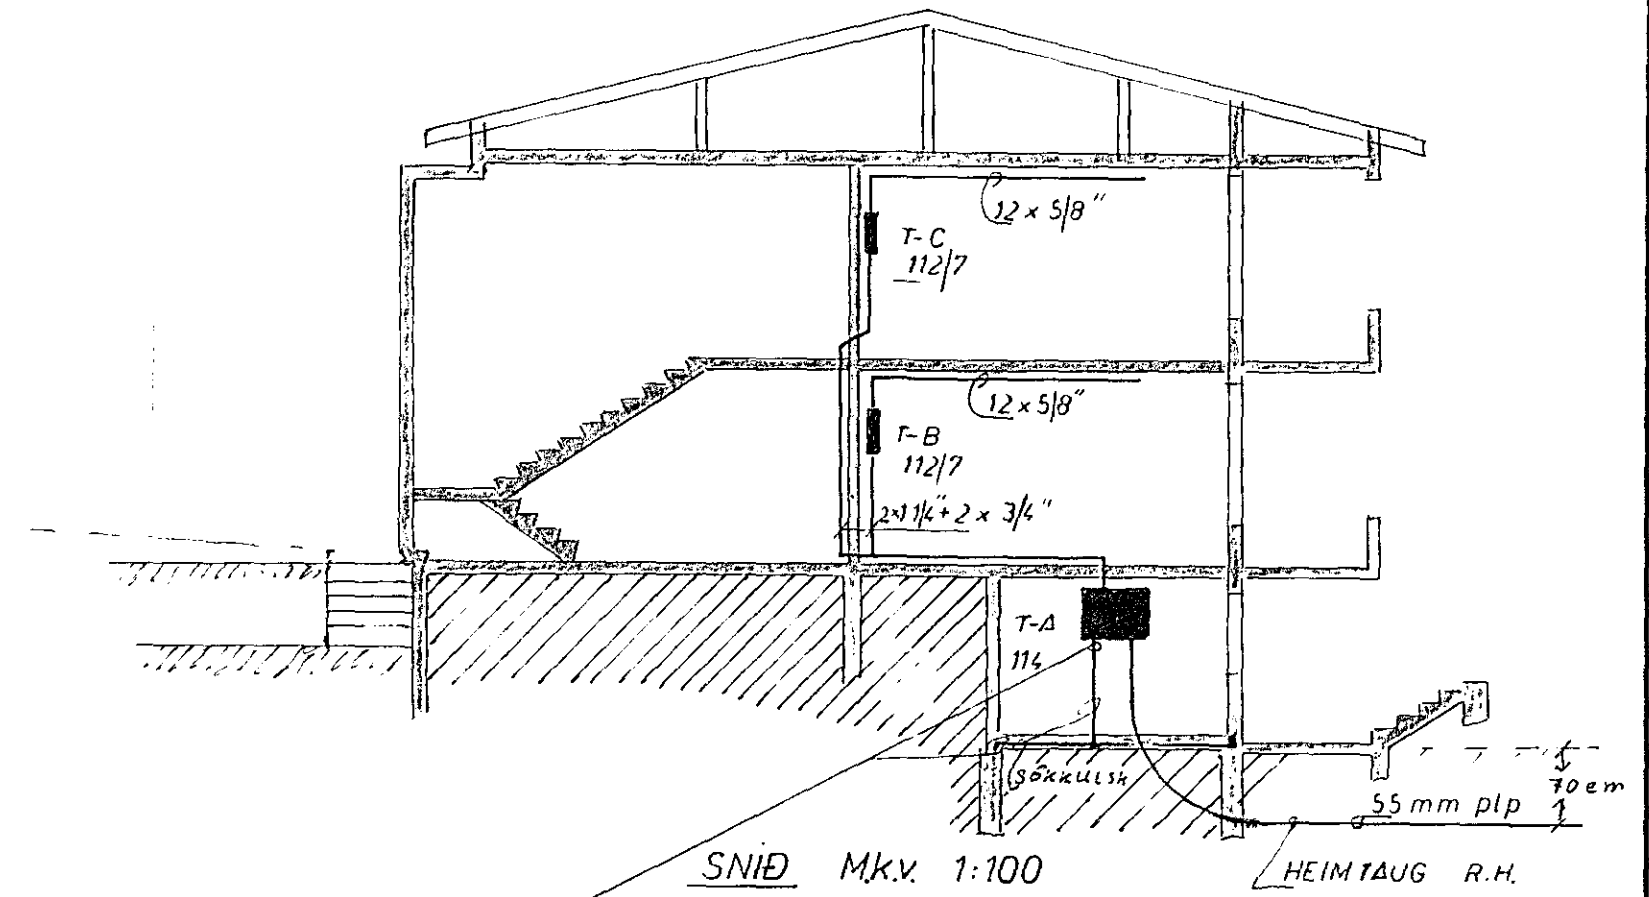 12 x 5/8"
T-C
112/7
12 x 5/8"
T-B
112/7
2x1 1/4" + 2 x 3/4"
T-A
114
SÖKKULSK
70 cm
55 mm plp
SNIÐ M.K.V. 1:100
HEIMTAUG R.H.